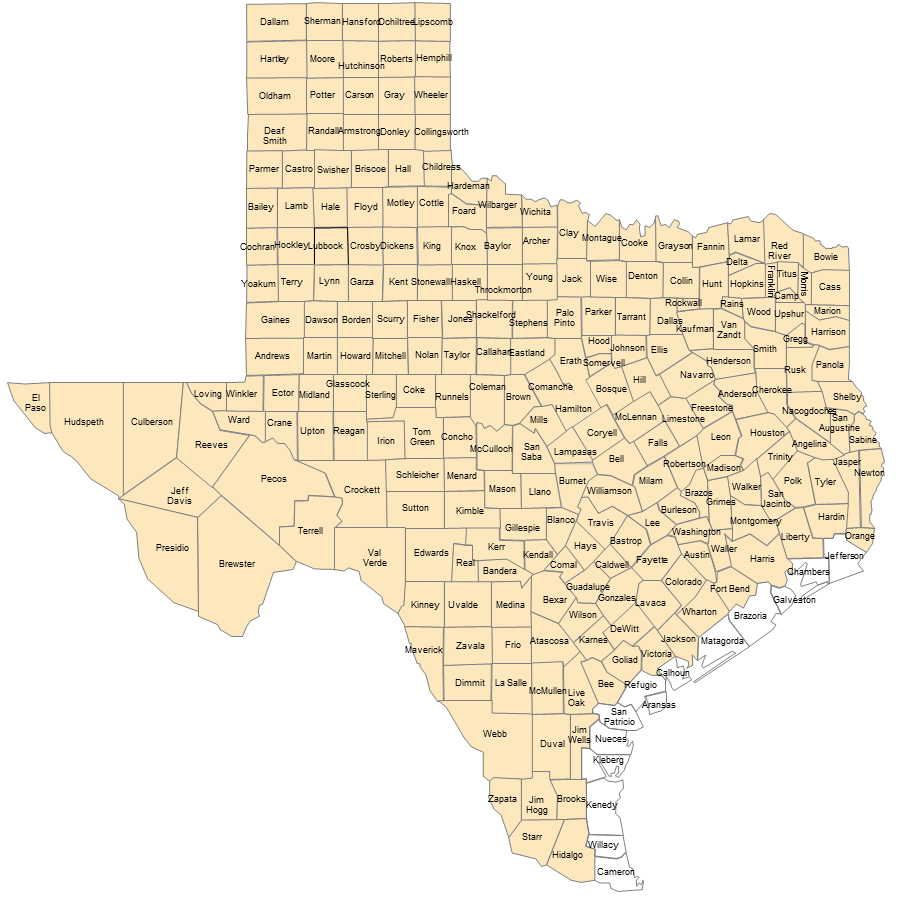 Dallam Sherman Hansford Ochiltree Lipscomb
Hartley Moore Hutchinson Roberts Hemphill
Oldham Potter Carson Gray Wheeler
Deaf
Smith Randall Armstrong Donley Collingsworth
Parmer Castro Swisher Briscoe Hall Childress
Hardeman
Bailey Lamb Hale Floyd Motley Cottle Foard Wilbarger Wichita
Cochran Hockley Lubbock Crosby Dickens King Knox Baylor Archer Clay Montague Cooke Grayson Fannin Lamar Red
River Bowie
Delta
Yoakum Terry Lynn Garza Kent Stonewall Haskell Throckmorton Young Jack Wise Denton Collin Hunt Hopkins Franklin Titus Morris Cass
Camp
Gaines Dawson Borden Scurry Fisher Jones Shackelford Stephens Palo
Pinto Parker Tarrant Dallas Rockwall Kaufman Rains Van
Zandt Wood Upshur Marion
Gregg Harrison
Andrews Martin Howard Mitchell Nolan Taylor Callahan Eastland Erath Hood Somervell Johnson Ellis Henderson Smith Rusk Panola
El
Paso Hudspeth Culberson Reeves Loving Winkler Ector Midland Glasscock Sterling Coke Runnels Coleman Brown Comanche Hamilton Bosque Hill Navarro Anderson Cherokee Nacogdoches Shelby
Ward Crane Upton Reagan Irion Tom
Green Concho McCulloch San
Saba Mills Lampasas Coryell McLennan Limestone Freestone Leon Houston Angelina San
Augustine Sabine
Jeff
Davis Pecos Crockett Schleicher Menard Mason Llano Burnet Bell Falls Robertson Madison Trinity Walker Polk Tyler Jasper Newton
Presidio Brewster Terrell Val
Verde Sutton Kimble Gillespie Blanco Williamson Milam Brazos Grimes San
Jacinto Hardin Orange
Edwards Real Kerr Bandera Kendall Comal Hays Travis Bastrop Lee Burleson Washington Montgomery Liberty Jefferson
Kinney Uvalde Medina Bexar Guadalupe Caldwell Fayette Austin Waller Harris Chambers
Maverick Zavala Frio Atascosa Wilson Gonzales Lavaca Colorado Wharton Fort Bend Brazoria Galveston
Dimmit La Salle McMullen Live
Oak Karnes DeWitt Goliad Victoria Jackson Matagorda
Bee Refugio Calhoun
Aransas
Webb Duval Jim
Wells San
Patricio
Nueces
Kleberg
Zapata Jim
Hogg Brooks Kenedy
Starr Hidalgo Willacy
Cameron